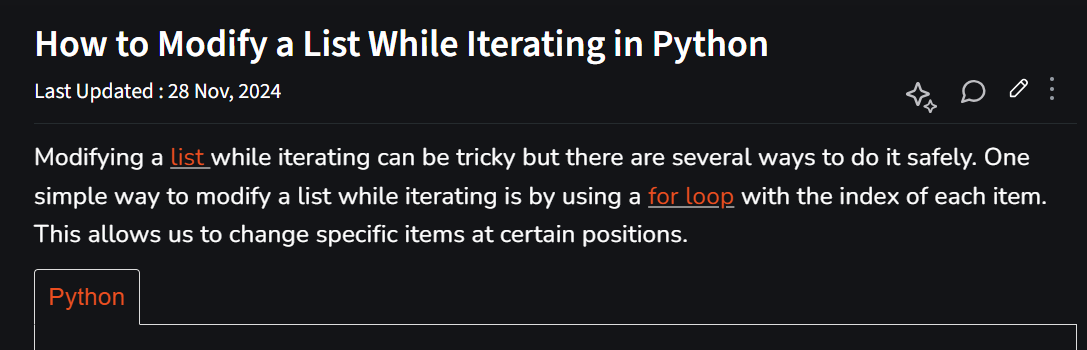 How to Modify a List While Iterating in Python
Last Updated : 28 Nov, 2024
Modifying a list while iterating can be tricky but there are several ways to do it safely. One
simple way to modify a list while iterating is by using a for loop with the index of each item.
This allows us to change specific items at certain positions.
Python